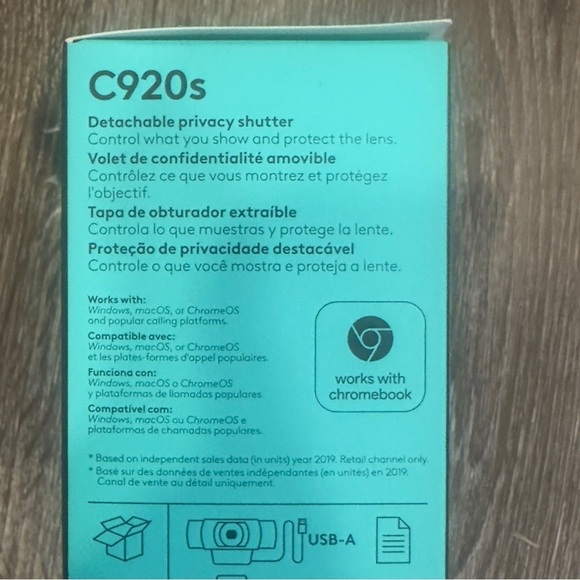 C920s
Detachable privacy shutter
Control what you show and protect the lens.
Volet de confidentialité amovible
Contrôlez ce que vous montrez et protégez
l'objectif.
Tapa de obturador extraíble
Controla lo que muestras y protege la lente.
Proteção de privacidade destacável
Controle o que você mostra e proteja a lente.
Works with:
Windows, macOS, or ChromeOS
and popular calling platforms.
Compatible avec:
Windows, macOS, or ChromeOS
et les plates-formes d'appel populaires.
Funciona con:
Windows, macOS o ChromeOS
y plataformas de llamadas populares.
Compatível com:
Windows, macOS ou ChromeOS e
plataformas de chamadas populares.
works with
chromebook
* Based on independent sales data (in units) year 2019. Retail channel only.
* Basé sur des données de ventes indépendantes (en unités) en 2019.
Canal de vente au détail uniquement.
USB-A